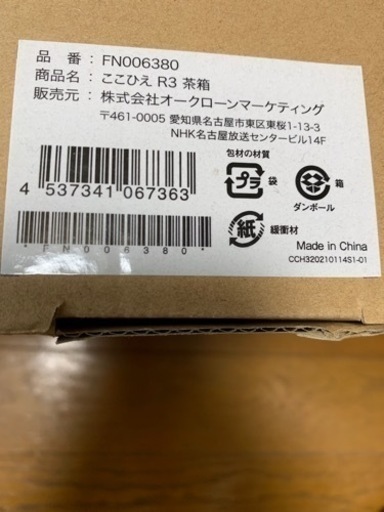 品 番 : FN006380
商品名 : ここひえ R3 茶箱
販売元 : 株式会社オークローンマーケティング
〒461-0005 愛知県名古屋市東区東桜1-13-3
NHK名古屋放送センタービル14F
包材の材質
4 537341 067363
プラ 袋
箱
ダンボール
紙 緩衝材
*FN006380*
Made in China
CCH320210114S1-01